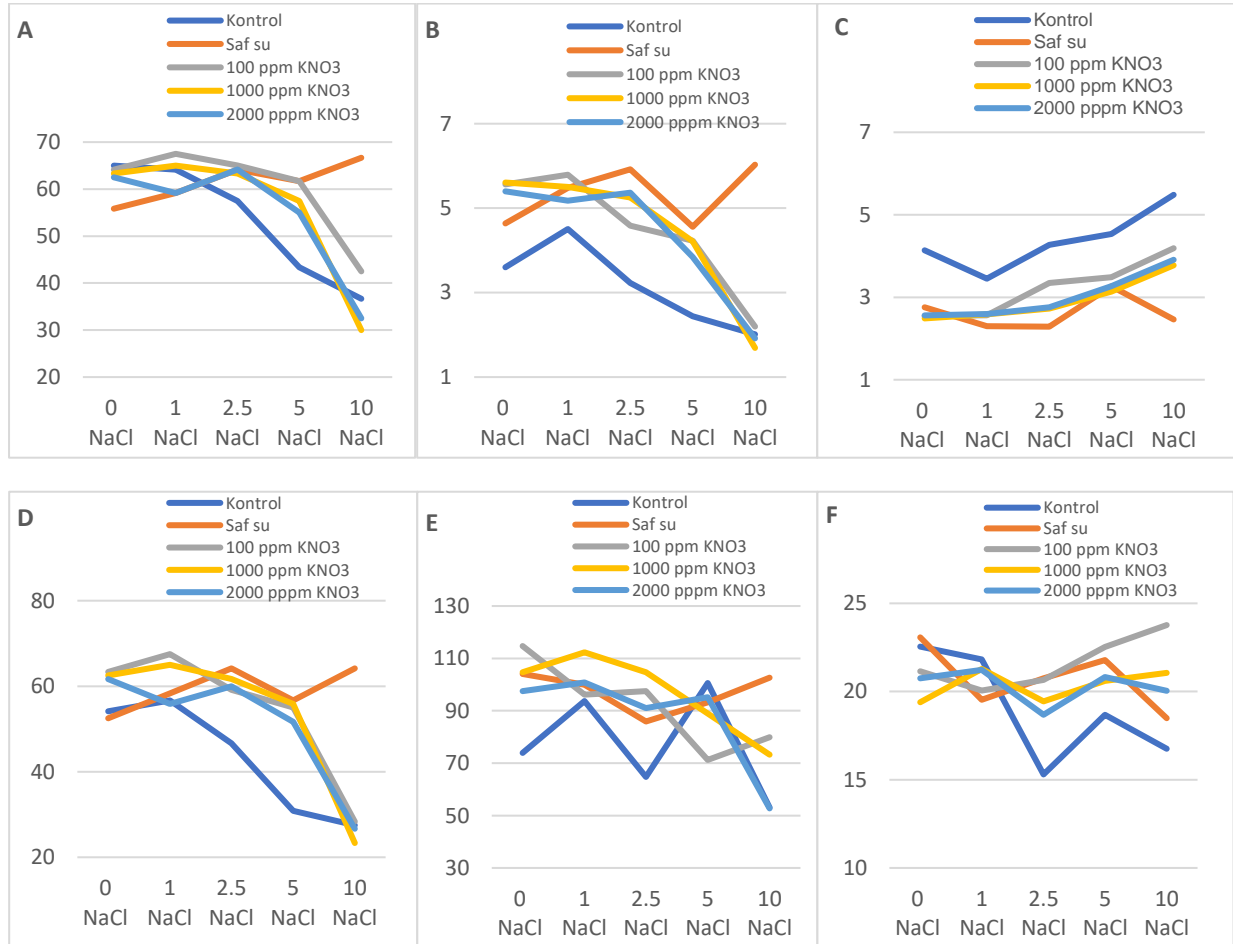 A
Kontrol
Saf su
100 ppm KNO3
1000 ppm KNO3
2000 pppm KNO3
70
60
50
40
30
20
0 1 2.5 5 10
NaCl NaCl NaCl NaCl NaCl
B
Kontrol
Saf su
100 ppm KNO3
1000 ppm KNO3
2000 pppm KNO3
7
5
3
1
0 1 2.5 5 10
NaCl NaCl NaCl NaCl NaCl
C
Kontrol
Saf su
100 ppm KNO3
1000 ppm KNO3
2000 ppm KNO3
7
5
3
1
0 1 2.5 5 10
NaCl NaCl NaCl NaCl NaCl
D
Kontrol
Saf su
100 ppm KNO3
1000 ppm KNO3
2000 pppm KNO3
80
60
40
20
0 1 2.5 5 10
NaCl NaCl NaCl NaCl NaCl
E
Kontrol
Saf su
100 ppm KNO3
1000 ppm KNO3
2000 pppm KNO3
130
110
90
70
50
30
0 1 2.5 5 10
NaCl NaCl NaCl NaCl NaCl
F
Kontrol
Saf su
100 ppm KNO3
1000 ppm KNO3
2000 pppm KNO3
25
20
15
10
0 1 2.5 5 10
NaCl NaCl NaCl NaCl NaCl